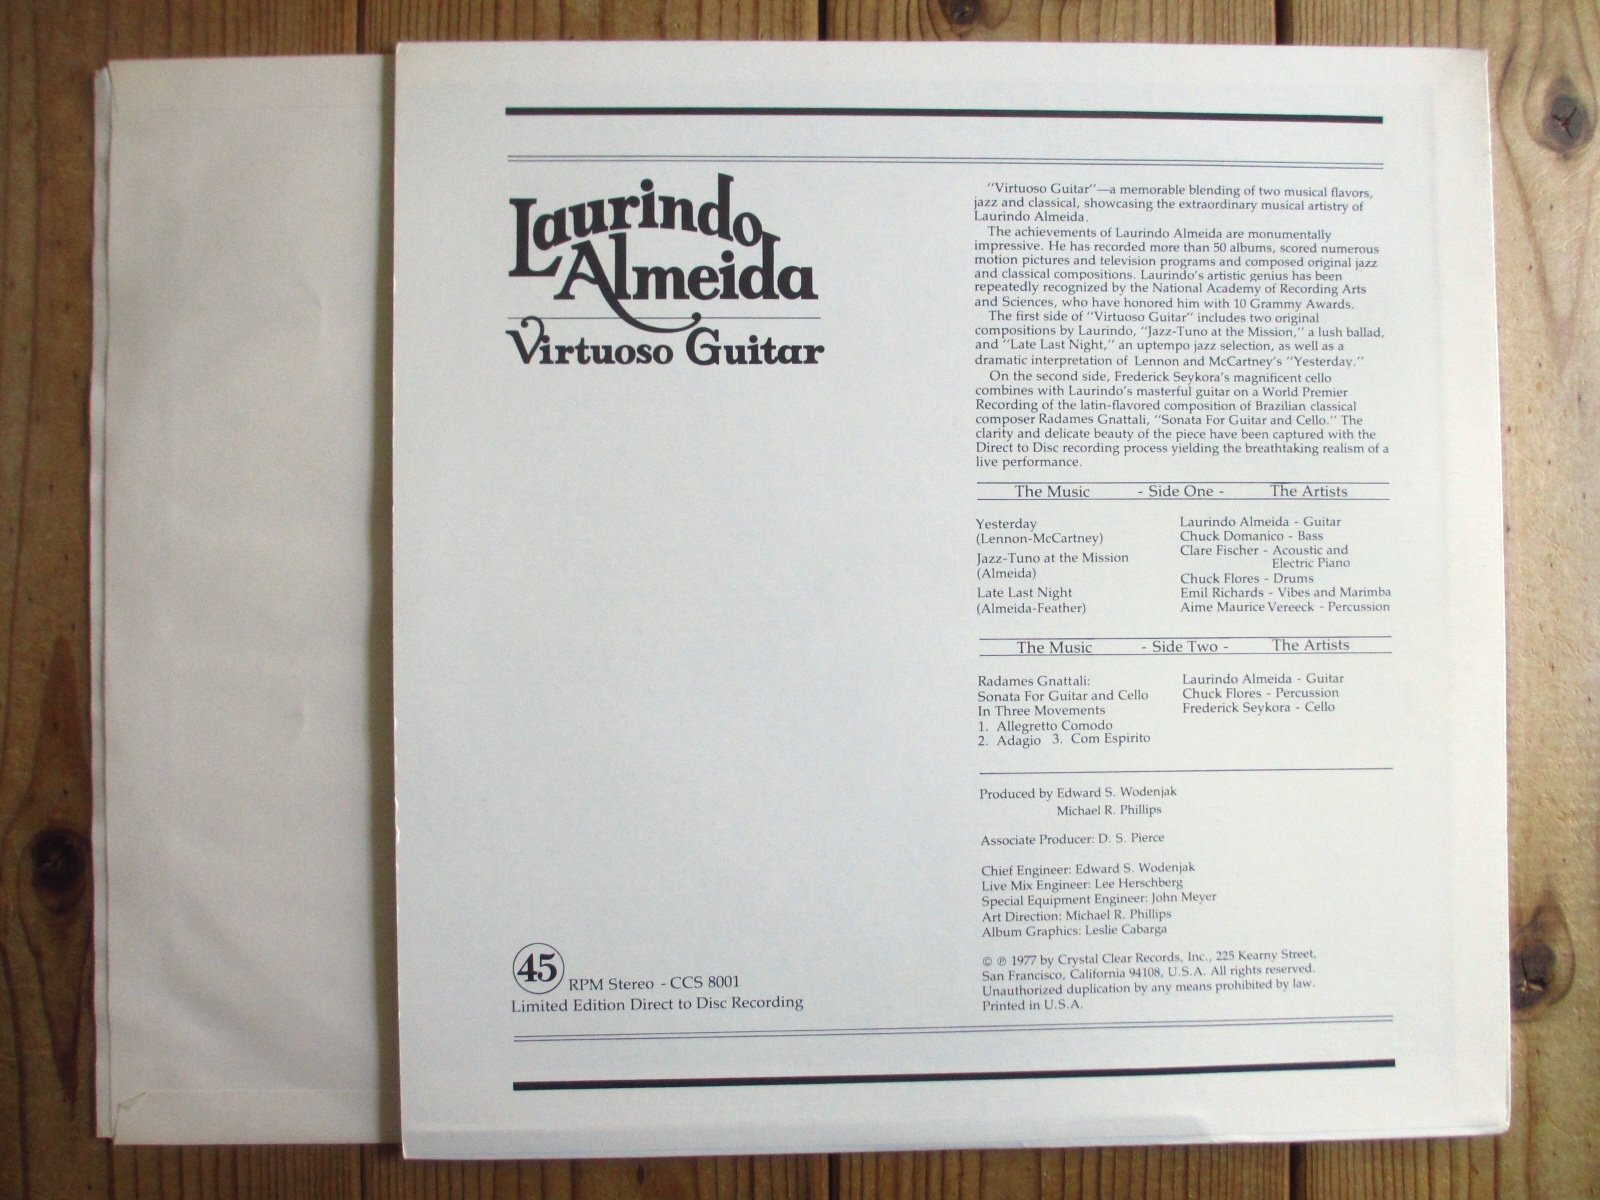 Laurindo
Almeida
Virtuoso Guitar
"Virtuoso Guitar"—a memorable blending of two musical flavors,
jazz and classical, showcasing the extraordinary musical artistry of
Laurindo Almeida.
The achievements of Laurindo Almeida are monumentally
impressive. He has recorded more than 50 albums, scored numerous
motion pictures and television programs and composed original jazz
and classical compositions. Laurindo's artistic genius has been
repeatedly recognized by the National Academy of Recording Arts
and Sciences, who have honored him with 10 Grammy Awards.
The first side of "Virtuoso Guitar" includes two original
compositions by Laurindo, "Jazz-Tuno at the Mission," a lush ballad,
and "Late Last Night," an uptempo jazz selection, as well as a
dramatic interpretation of Lennon and McCartney's "Yesterday."
On the second side, Frederick Seykora's magnificent cello
combines with Laurindo's masterful guitar on a World Premier
Recording of the latin-flavored composition of Brazilian classical
composer Radames Gnattali, "Sonata For Guitar and Cello." The
clarity and delicate beauty of the piece have been captured with the
Direct to Disc recording process yielding the breathtaking realism of a
live performance.
The Music - Side One - The Artists
Yesterday
(Lennon-McCartney)
Jazz-Tuno at the Mission
(Almeida)
Late Last Night
(Almeida-Feather)
Laurindo Almeida - Guitar
Chuck Domanico - Bass
Clare Fischer - Acoustic and
Electric Piano
Chuck Flores - Drums
Emil Richards - Vibes and Marimba
Aime Maurice Vereeck - Percussion
The Music - Side Two - The Artists
Radames Gnattali:
Sonata For Guitar and Cello
In Three Movements
1. Allegretto Comodo
2. Adagio 3. Com Espirito
Laurindo Almeida - Guitar
Chuck Flores - Percussion
Frederick Seykora - Cello
Produced by Edward S. Wodenjak
Michael R. Phillips
Associate Producer: D. S. Pierce
Chief Engineer: Edward S. Wodenjak
Live Mix Engineer: Lee Herschberg
Special Equipment Engineer: John Meyer
Art Direction: Michael R. Phillips
Album Graphics: Leslie Cabarga
© ℗ 1977 by Crystal Clear Records, Inc., 225 Kearny Street,
San Francisco, California 94108, U.S.A. All rights reserved.
Unauthorized duplication by any means prohibited by law.
Printed in U.S.A.
45 RPM Stereo - CCS 8001
Limited Edition Direct to Disc Recording